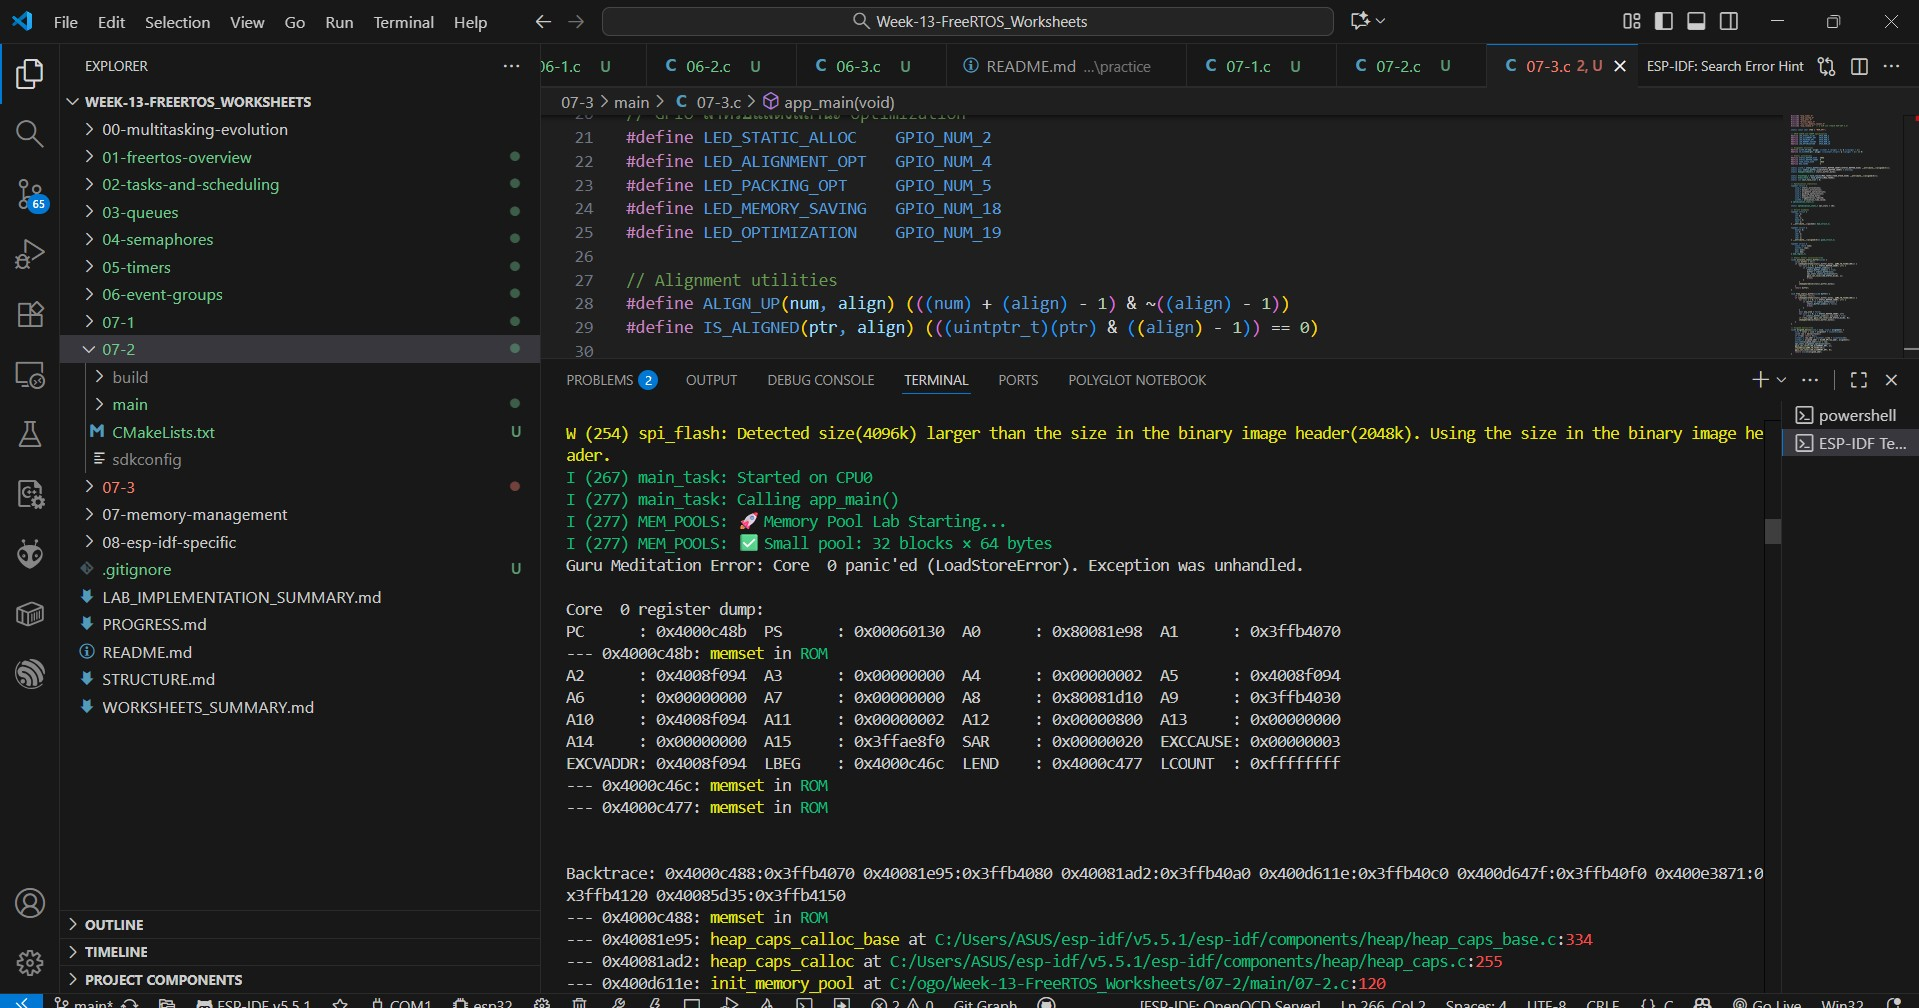 File Edit Selection View Go Run Terminal Help
Week-13-FreeRTOS_Worksheets
EXPLORER
WEEK-13-FREERTOS_WORKSHEETS
00-multitasking-evolution
01-freertos-overview
02-tasks-and-scheduling
03-queues
04-semaphores
05-timers
06-event-groups
07-1
07-2
build
main
CMakeLists.txt U
sdkconfig
07-3
07-memory-management
08-esp-idf-specific
.gitignore U
LAB_IMPLEMENTATION_SUMMARY.md
PROGRESS.md
README.md
STRUCTURE.md
WORKSHEETS_SUMMARY.md
OUTLINE
TIMELINE
PROJECT COMPONENTS
65
06-1.c U C 06-2.c U C 06-3.c U README.md ...\practice C 07-1.c U C 07-2.c U C 07-3.c 2, U ESP-IDF: Search Error Hint
07-3 > main > C 07-3.c > app_main(void)
21 #define LED_STATIC_ALLOC GPIO_NUM_2
22 #define LED_ALIGNMENT_OPT GPIO_NUM_4
23 #define LED_PACKING_OPT GPIO_NUM_5
24 #define LED_MEMORY_SAVING GPIO_NUM_18
25 #define LED_OPTIMIZATION GPIO_NUM_19
26
27 // Alignment utilities
28 #define ALIGN_UP(num, align) (((num) + (align) - 1) & ~((align) - 1))
29 #define IS_ALIGNED(ptr, align) (((uintptr_t)(ptr) & ((align) - 1)) == 0)
30
PROBLEMS 2 OUTPUT DEBUG CONSOLE TERMINAL PORTS POLYGLOT NOTEBOOK
powershell
ESP-IDF Te...
W (254) spi_flash: Detected size(4096k) larger than the size in the binary image header(2048k). Using the size in the binary image he
ader.
I (267) main_task: Started on CPU0
I (277) main_task: Calling app_main()
I (277) MEM_POOLS: 🚀 Memory Pool Lab Starting...
I (277) MEM_POOLS: ✅ Small pool: 32 blocks × 64 bytes
Guru Meditation Error: Core  0 panic'ed (LoadStoreError). Exception was unhandled.
Core  0 register dump:
PC : 0x4000c48b PS : 0x00060130 A0 : 0x80081e98 A1 : 0x3ffb4070
--- 0x4000c48b: memset in ROM
A2 : 0x4008f094 A3 : 0x00000000 A4 : 0x00000002 A5 : 0x4008f094
A6 : 0x00000000 A7 : 0x00000000 A8 : 0x80081d10 A9 : 0x3ffb4030
A10 : 0x4008f094 A11 : 0x00000002 A12 : 0x00000800 A13 : 0x00000000
A14 : 0x00000000 A15 : 0x3ffae8f0 SAR : 0x00000020 EXCCAUSE: 0x00000003
EXCVADDR: 0x4008f094 LBEG : 0x4000c46c LEND : 0x4000c477 LCOUNT : 0xffffffff
--- 0x4000c46c: memset in ROM
--- 0x4000c477: memset in ROM
Backtrace: 0x4000c488:0x3ffb4070 0x40081e95:0x3ffb4080 0x40081ad2:0x3ffb40a0 0x400d611e:0x3ffb40c0 0x400d647f:0x3ffb40f0 0x400e3871:0
x3ffb4120 0x40085d35:0x3ffb4150
--- 0x4000c488: memset in ROM
--- 0x40081e95: heap_caps_calloc_base at C:/Users/ASUS/esp-idf/v5.5.1/esp-idf/components/heap/heap_caps_base.c:334
--- 0x40081ad2: heap_caps_calloc at C:/Users/ASUS/esp-idf/v5.5.1/esp-idf/components/heap/heap_caps.c:255
--- 0x400d611e: init_memory_pool at C:/ogo/Week-13-FreeRTOS_Worksheets/07-2/main/07-2.c:120
main* ESP-IDF v5.5.1 COM1 esp32 2 0 Git Graph [ESP-IDF: OpenOCD Server] Ln 266, Col 2 Spaces: 4 UTF-8 CRLF {} C Go Live Win32